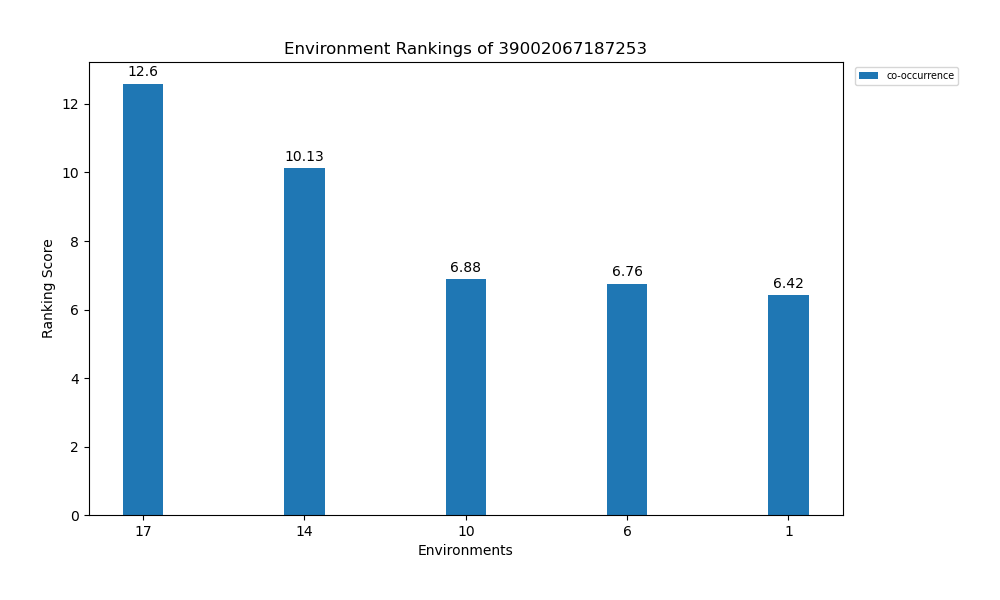 Environment Rankings of 39002067187253
co-occurrence
12.6
10.13
6.88
6.76
6.42
Ranking Score
12
10
8
6
4
2
0
17 14 10 6 1
Environments